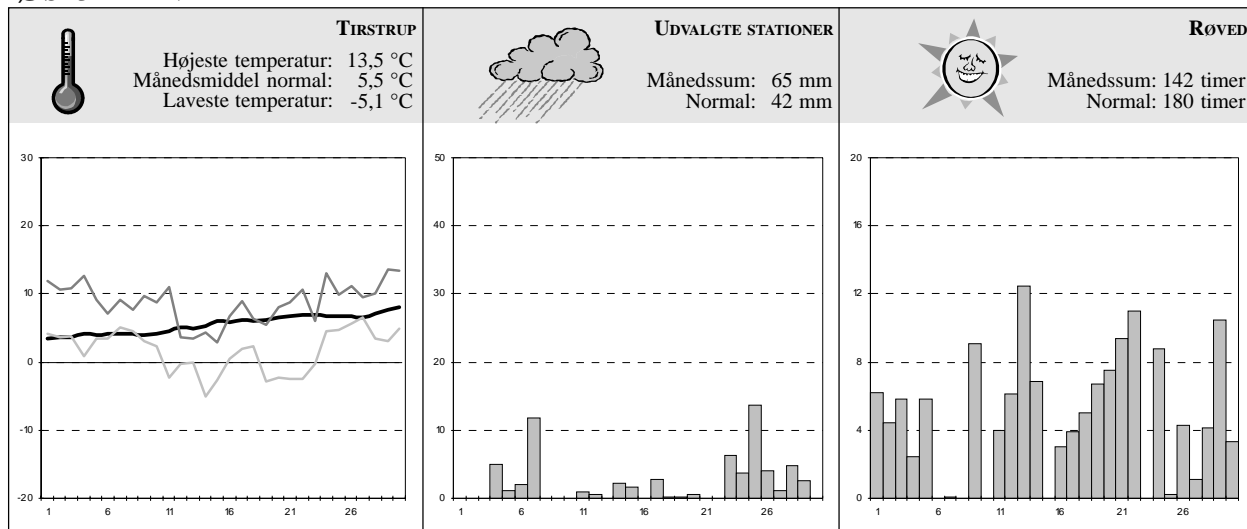 TIRSTRUP
Højeste temperatur: 13,5 °C
Månedsmiddel normal: 5,5 °C
Laveste temperatur: -5,1 °C
UDVALGTE STATIONER
Månedssum: 65 mm
Normal: 42 mm
RØVED
Månedssum: 142 timer
Normal: 180 timer
30
20
10
0
-10
-20
1 6 11 16 21 26
50
40
30
20
10
0
1 6 11 16 21 26
20
16
12
8
4
0
1 6 11 16 21 26